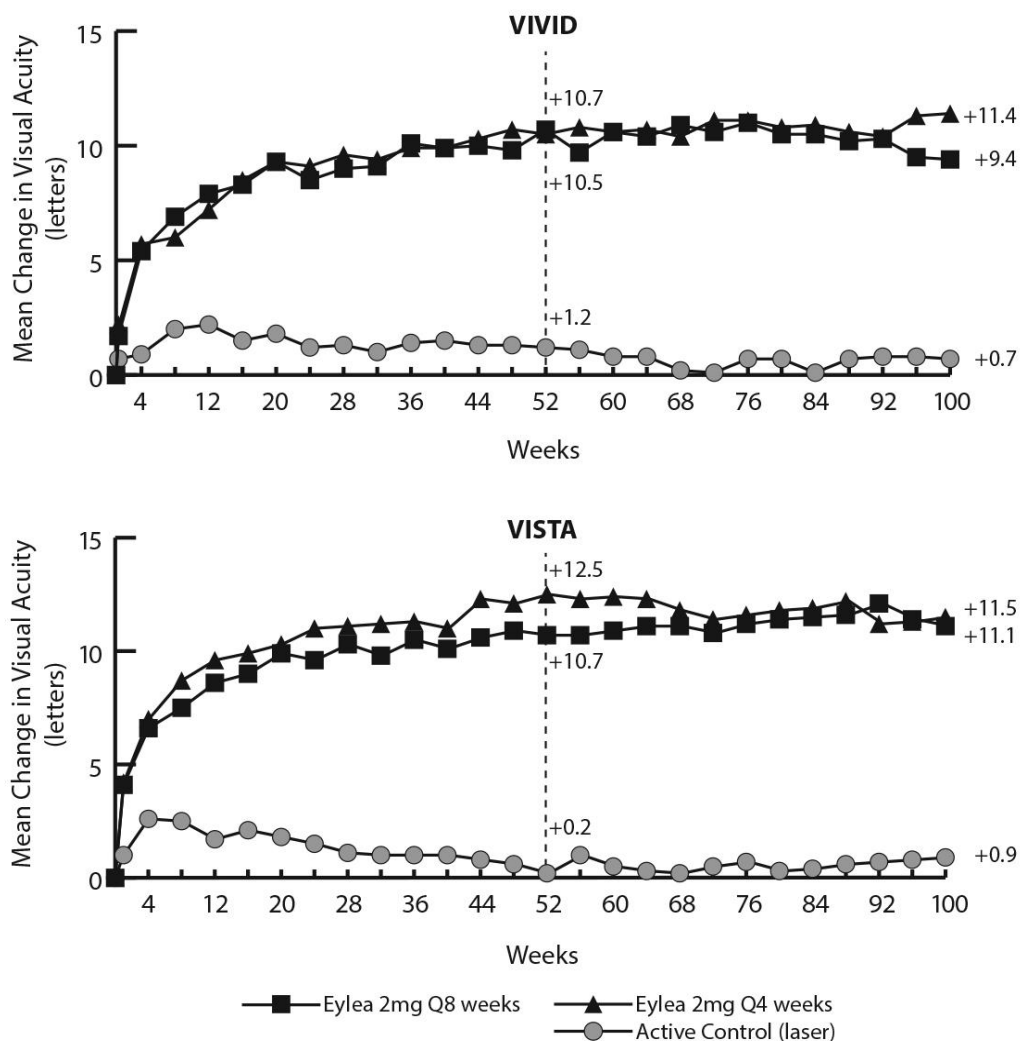 VIVID
Mean Change in Visual Acuity
(letters)
15
10
5
0
+10.7
+10.5
+1.2
+11.4
+9.4
+0.7
4 12 20 28 36 44 52 60 68 76 84 92 100
Weeks
VISTA
Mean Change in Visual Acuity
(letters)
15
10
5
0
+12.5
+10.7
+0.2
+11.5
+11.1
+0.9
4 12 20 28 36 44 52 60 68 76 84 92 100
Weeks
Eylea 2mg Q8 weeks
Eylea 2mg Q4 weeks
Active Control (laser)